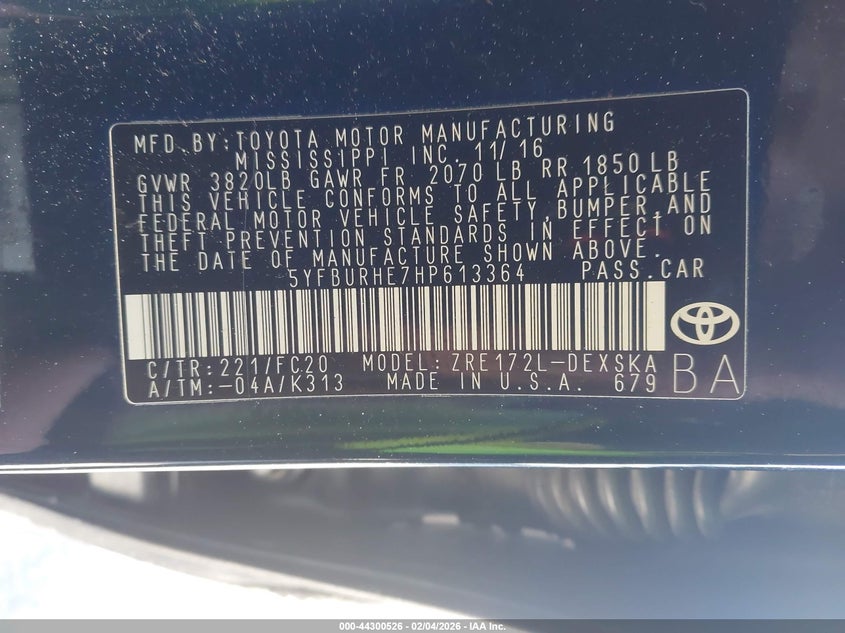 MFD.BY:TOYOTA MOTOR MANUFACTURING
MISSISSIPPI INC. 11/16
GVWR 3820LB GAWR FR 2070 LB RR 1850 LB
THIS VEHICLE CONFORMS TO ALL APPLICABLE
FEDERAL MOTOR VEHICLE SAFETY,BUMPER,AND
THEFT PREVENTION STANDARDS IN EFFECT ON
THE DATE OF MANUFACTURE SHOWN ABOVE.
5YFBURHE7HP613364 PASS.CAR
C/TR:221/FC20 MODEL:ZRE172L-DEXSKA
A/TM:-04A/K313 MADE IN U.S.A. 679
BA
000-44300526 - 02/04/2026 - IAA Inc.